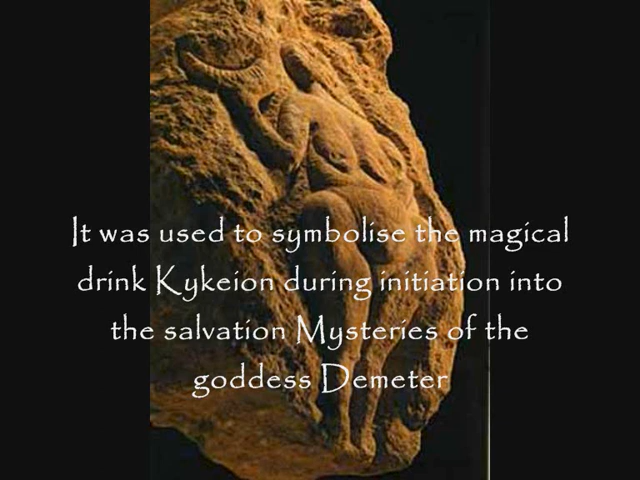 It was used to symbolise the magical
drink Kykeion during initiation into
the salvation Mysteries of the
goddess Demeter